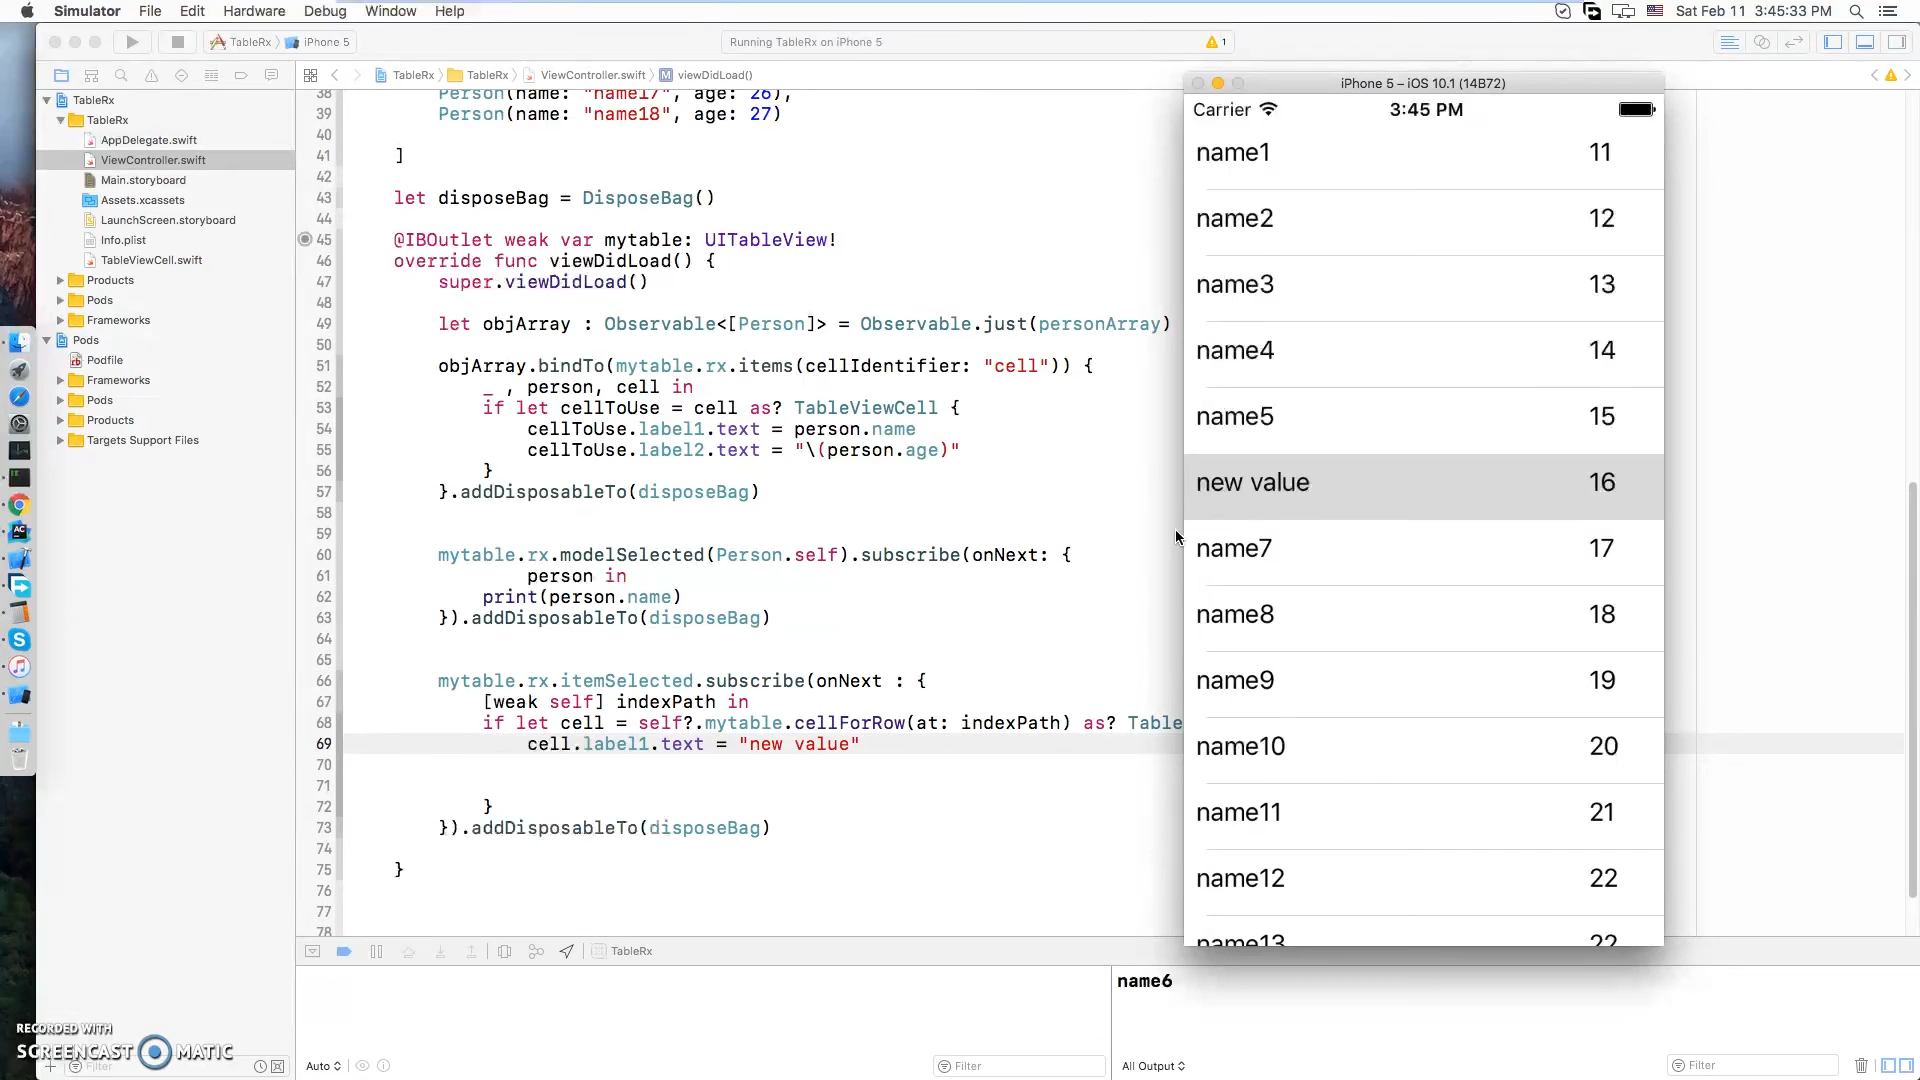 Simulator File Edit Hardware Debug Window Help
Sat Feb 11 3:45:33 PM
TableRx iPhone 5
Running TableRx on iPhone 5
1
TableRx TableRx ViewController.swift M viewDidLoad()
TableRx
TableRx
AppDelegate.swift
ViewController.swift
Main.storyboard
Assets.xcassets
LaunchScreen.storyboard
Info.plist
TableViewCell.swift
Products
Pods
Frameworks
Pods
Podfile
Frameworks
Pods
Products
Targets Support Files
38 Person(name: "name17", age: 26),
39 Person(name: "name18", age: 27)
40
41 ]
42
43 let disposeBag = DisposeBag()
44
45 @IBOutlet weak var mytable: UITableView!
46 override func viewDidLoad() {
47 super.viewDidLoad()
48
49 let objArray : Observable<[Person]> = Observable.just(personArray)
50
51 objArray.bindTo(mytable.rx.items(cellIdentifier: "cell")) {
52 _ , person, cell in
53 if let cellToUse = cell as? TableViewCell {
54 cellToUse.label1.text = person.name
55 cellToUse.label2.text = "\(person.age)"
56 }
57 }.addDisposableTo(disposeBag)
58
59
60 mytable.rx.modelSelected(Person.self).subscribe(onNext: {
61 person in
62 print(person.name)
63 }).addDisposableTo(disposeBag)
64
65
66 mytable.rx.itemSelected.subscribe(onNext : {
67 [weak self] indexPath in
68 if let cell = self?.mytable.cellForRow(at: indexPath) as? Table
69 cell.label1.text = "new value"
70
71
72 }
73 }).addDisposableTo(disposeBag)
74
75 }
76
77
78
iPhone 5 – iOS 10.1 (14B72)
Carrier 3:45 PM
name1 11
name2 12
name3 13
name4 14
name5 15
new value 16
name7 17
name8 18
name9 19
name10 20
name11 21
name12 22
name13
TableRx
name6
Auto
Filter
All Output
Filter
Filter
RECORDED WITH
SCREENCAST MATIC